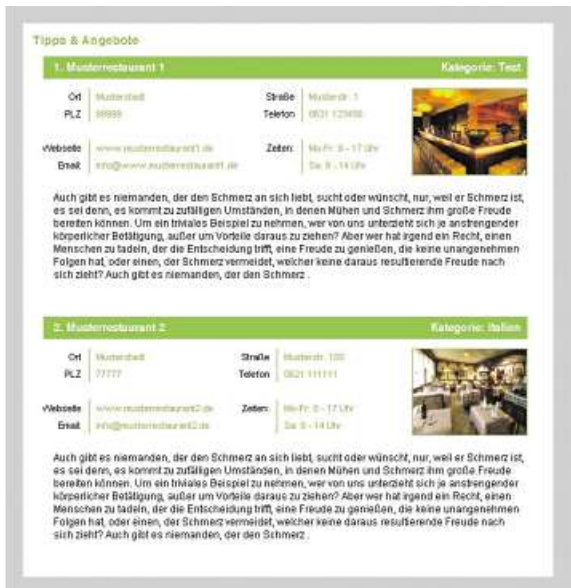 Tipps & Angebote
1. Musterrestaurant 1 Kategorie: Test
Ort Musterstadt Straße Musterstr. 1
PLZ 99999 Telefon 0621 123456
Webseite www.musterrestaurant1.de Zeiten: Mo-Fr: 8 - 17 Uhr
Email: info@www.musterrestaurant1.de Sa: 8 - 14 Uhr
Auch gibt es niemanden, der den Schmerz an sich liebt, sucht oder wünscht, nur, weil er Schmerz ist,
es sei denn, es kommt zu zufälligen Umständen, in denen Mühen und Schmerz ihm große Freude
bereiten können. Um ein triviales Beispiel zu nehmen, wer von uns unterzieht sich je anstrengender
körperlicher Betätigung, außer um Vorteile daraus zu ziehen? Aber wer hat irgend ein Recht, einen
Menschen zu tadeln, der die Entscheidung trifft, eine Freude zu genießen, die keine unangenehmen
Folgen hat, oder einen, der Schmerz vermeidet, welcher keine daraus resultierende Freude nach
sich zieht? Auch gibt es niemanden, der den Schmerz .
2. Musterrestaurant 2 Kategorie: Italien
Ort Musterstadt Straße Musterstr. 100
PLZ 77777 Telefon 0621 111111
Webseite www.musterrestaurant2.de Zeiten: Mo-Fr: 8 - 17 Uhr
Email: info@musterrestaurant2.de Sa: 8 - 14 Uhr
Auch gibt es niemanden, der den Schmerz an sich liebt, sucht oder wünscht, nur, weil er Schmerz ist,
es sei denn, es kommt zu zufälligen Umständen, in denen Mühen und Schmerz ihm große Freude
bereiten können. Um ein triviales Beispiel zu nehmen, wer von uns unterzieht sich je anstrengender
körperlicher Betätigung, außer um Vorteile daraus zu ziehen? Aber wer hat irgend ein Recht, einen
Menschen zu tadeln, der die Entscheidung trifft, eine Freude zu genießen, die keine unangenehmen
Folgen hat, oder einen, der Schmerz vermeidet, welcher keine daraus resultierende Freude nach
sich zieht? Auch gibt es niemanden, der den Schmerz .